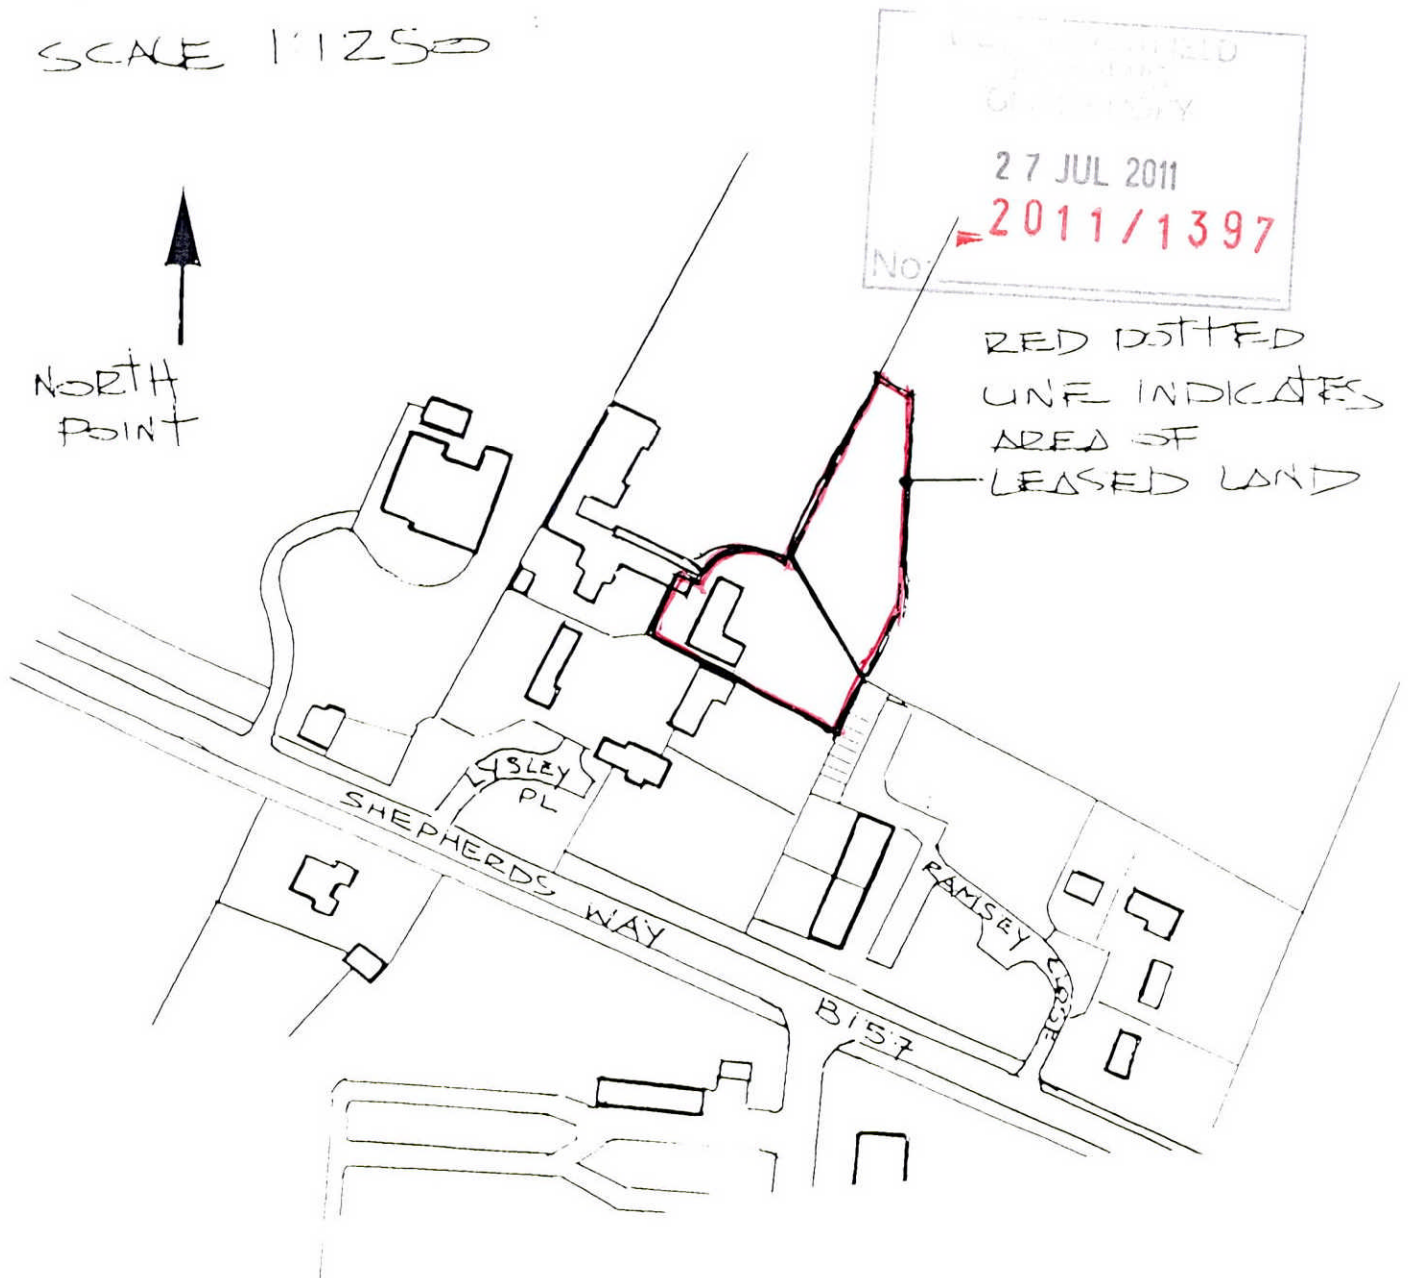 SCALE 1:1250
27 JUL 2011
2011/1397
No:
NORTH
POINT
RED DOTTED
LINE INDICATES
AREA OF
LEASED LAND
LYSLEY
PL
SHEPHERDS WAY
B157
RAMSEY CLOSE